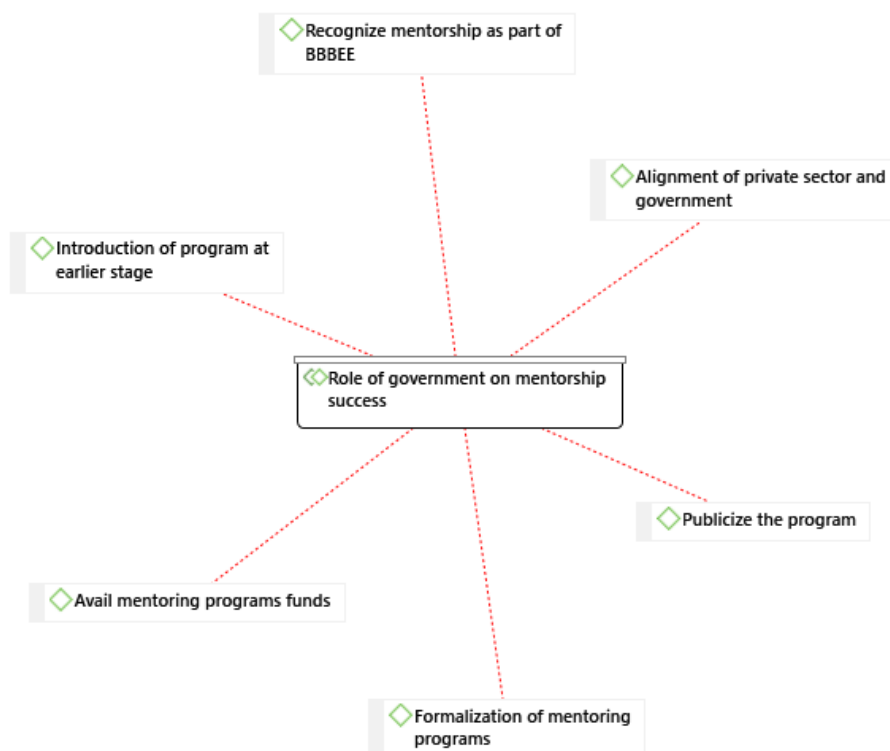 Recognize mentorship as part of
BBBEE
Alignment of private sector and
government
Introduction of program at
earlier stage
Role of government on mentorship
success
Publicize the program
Avail mentoring programs funds
Formalization of mentoring
programs